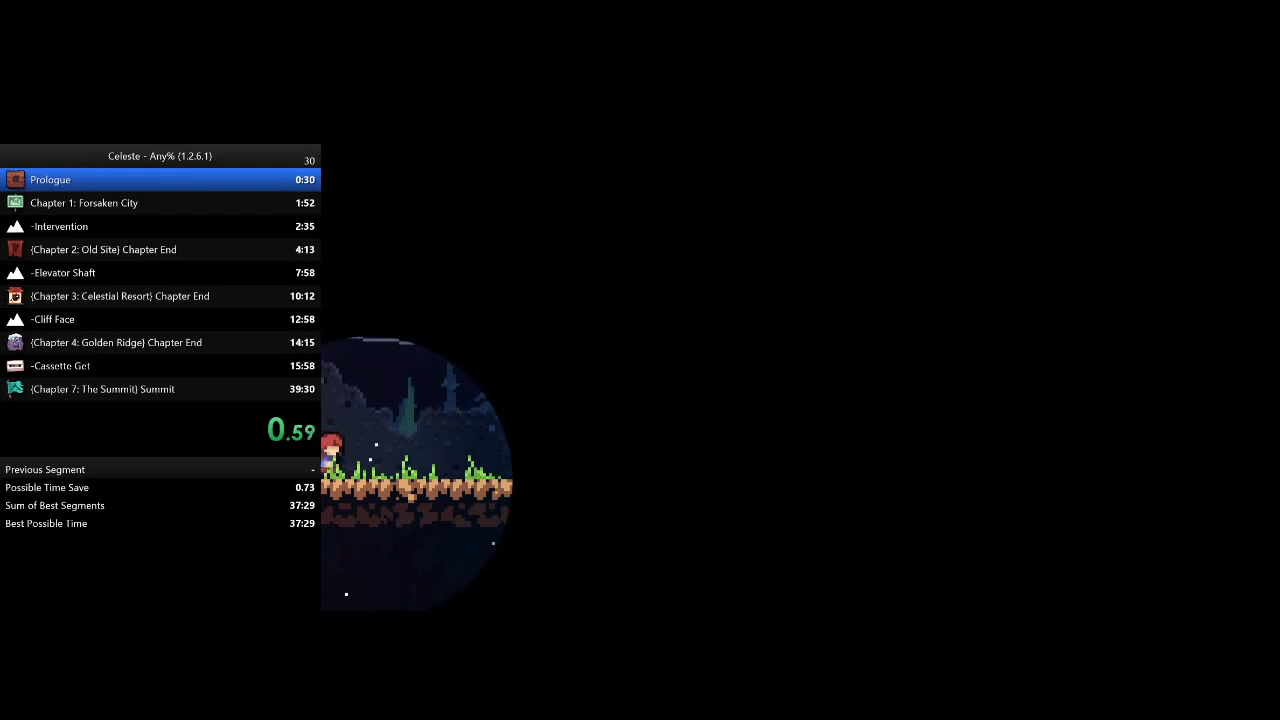 Celeste - Any% (1.2.6.1)
30
Prologue 0:30
Chapter 1: Forsaken City 1:52
-Intervention 2:35
{Chapter 2: Old Site} Chapter End 4:13
-Elevator Shaft 7:58
{Chapter 3: Celestial Resort} Chapter End 10:12
-Cliff Face 12:58
{Chapter 4: Golden Ridge} Chapter End 14:15
-Cassette Get 15:58
{Chapter 7: The Summit} Summit 39:30
0.59
Previous Segment -
Possible Time Save 0.73
Sum of Best Segments 37:29
Best Possible Time 37:29